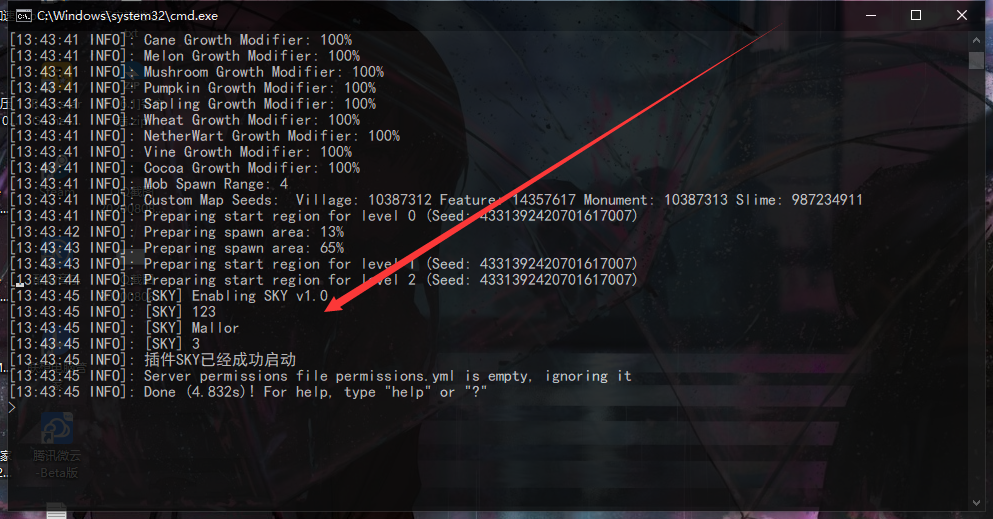 C:\Windows\system32\cmd.exe
[13:43:41 INFO]: Cane Growth Modifier: 100%
[13:43:41 INFO]: Melon Growth Modifier: 100%
[13:43:41 INFO]: Mushroom Growth Modifier: 100%
[13:43:41 INFO]: Pumpkin Growth Modifier: 100%
[13:43:41 INFO]: Sapling Growth Modifier: 100%
[13:43:41 INFO]: Wheat Growth Modifier: 100%
[13:43:41 INFO]: NetherWart Growth Modifier: 100%
[13:43:41 INFO]: Vine Growth Modifier: 100%
[13:43:41 INFO]: Cocoa Growth Modifier: 100%
[13:43:41 INFO]: Mob Spawn Range: 4
[13:43:41 INFO]: Custom Map Seeds:  Village: 10387312 Feature: 14357617 Monument: 10387313 Slime: 987234911
[13:43:41 INFO]: Preparing start region for level 0 (Seed: 4331392420701617007)
[13:43:42 INFO]: Preparing spawn area: 13%
[13:43:43 INFO]: Preparing spawn area: 65%
[13:43:43 INFO]: Preparing start region for level 1 (Seed: 4331392420701617007)
[13:43:44 INFO]: Preparing start region for level 2 (Seed: 4331392420701617007)
[13:43:45 INFO]: [SKY] Enabling SKY v1.0
[13:43:45 INFO]: [SKY] 123
[13:43:45 INFO]: [SKY] Mallor
[13:43:45 INFO]: [SKY] 3
[13:43:45 INFO]: 插件SKY已经成功启动
[13:43:45 INFO]: Server permissions file permissions.yml is empty, ignoring it
[13:43:45 INFO]: Done (4.832s)! For help, type "help" or "?"
>
腾讯微云
-Beta版